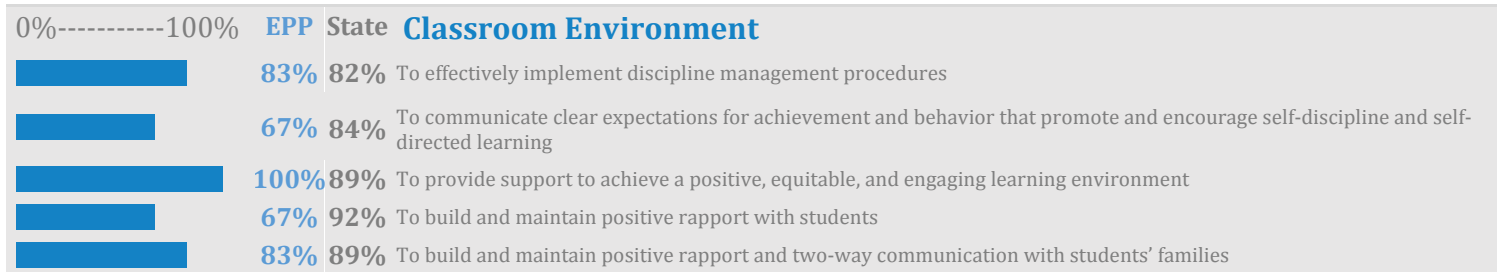 0%-----------100% EPP State Classroom Environment
83% 82% To effectively implement discipline management procedures
67% 84% To communicate clear expectations for achievement and behavior that promote and encourage self-discipline and self-
directed learning
100% 89% To provide support to achieve a positive, equitable, and engaging learning environment
67% 92% To build and maintain positive rapport with students
83% 89% To build and maintain positive rapport and two-way communication with students’ families